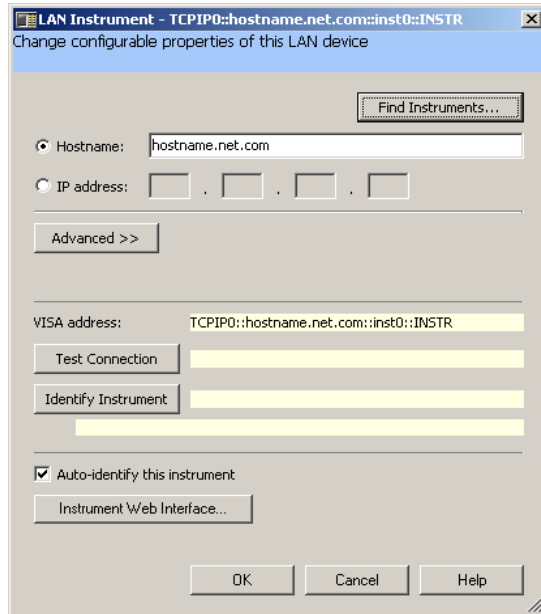 LAN Instrument - TCPIP0::hostname.net.com::inst0::INSTR
Change configurable properties of this LAN device
Find Instruments...
Hostname: hostname.net.com
IP address: . . .
Advanced >>
VISA address: TCPIP0::hostname.net.com::inst0::INSTR
Test Connection
Identify Instrument
Auto-identify this instrument
Instrument Web Interface...
OK Cancel Help